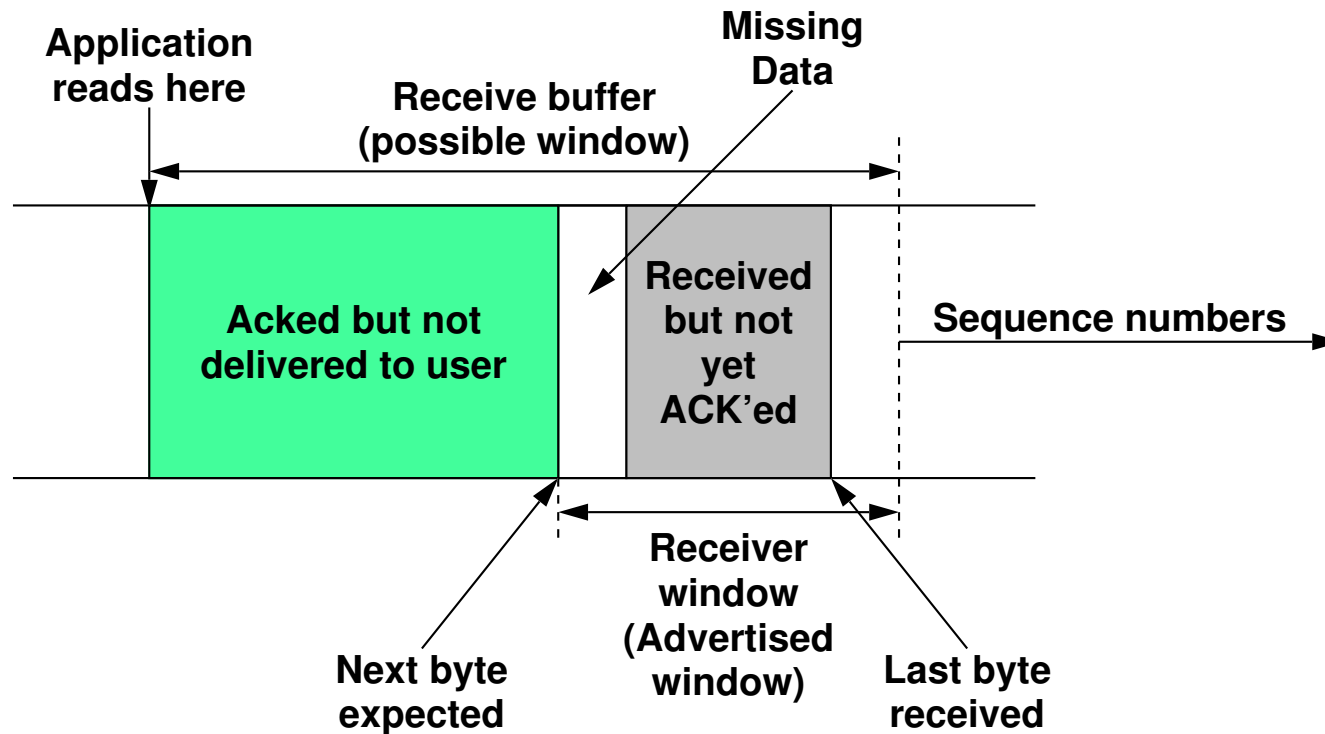 Application
reads here
Missing
Data
Receive buffer
(possible window)
Acked but not
delivered to user
Received
but not
yet
ACK'ed
Sequence numbers
Receiver
window
(Advertised
window)
Next byte
expected
Last byte
received